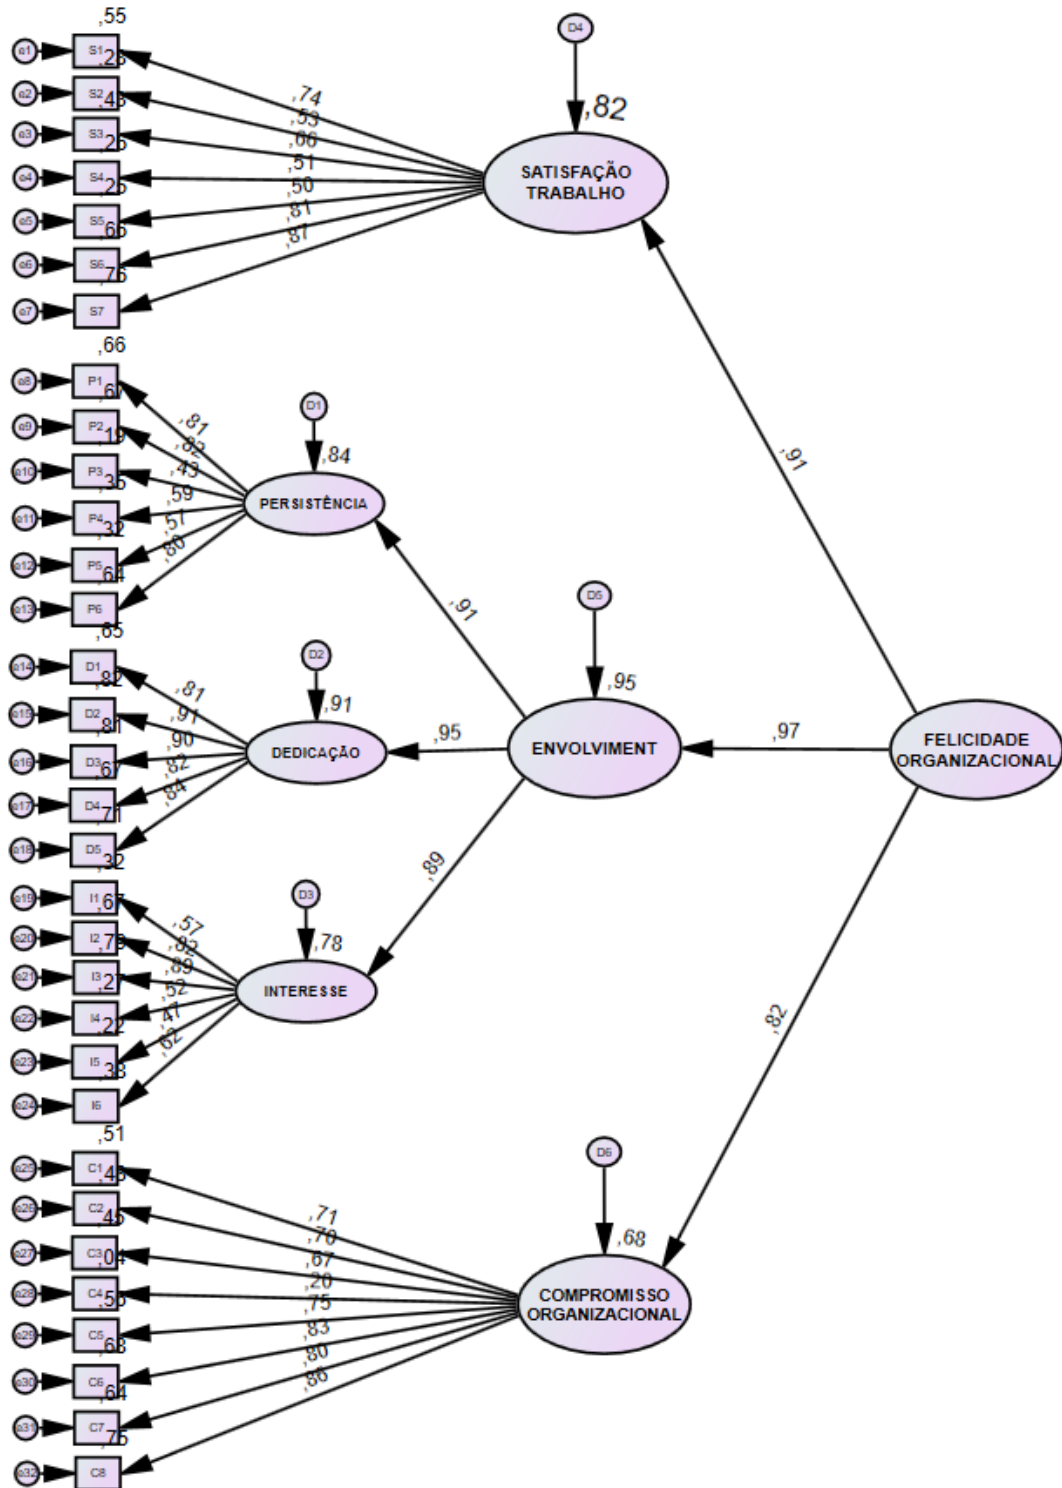 ,55
e1
S1
,28
e2
S2
,43
e3
S3
,26
e4
S4
,25
e5
S5
,66
e6
S6
,76
e7
S7
,74
,53
,66
,51
,50
,81
,87
D4
,82
SATISFAÇÃO
TRABALHO
,91
,66
e8
P1
,67
e9
P2
,19
e10
P3
,35
e11
P4
,32
e12
P5
,64
e13
P6
,81
,82
,43
,59
,57
,80
D1
,84
PERSISTÊNCIA
,91
,65
e14
D1
,82
e15
D2
,81
e16
D3
,67
e17
D4
,71
e18
D5
,81
,91
,90
,82
,84
D2
,91
DEDICAÇÃO
,95
D5
,95
ENVOLVIMENT
,97
FELICIDADE
ORGANIZACIONAL
,32
e19
I1
,67
e20
I2
,79
e21
I3
,27
e22
I4
,22
e23
I5
,38
e24
I6
,57
,82
,89
,52
,47
,62
D3
,78
INTERESSE
,89
,82
,51
e25
C1
,48
e26
C2
,45
e27
C3
,04
e28
C4
,56
e29
C5
,68
e30
C6
,64
e31
C7
,75
e32
C8
,71
,70
,67
,20
,75
,83
,80
,86
D6
,68
COMPROMISSO
ORGANIZACIONAL